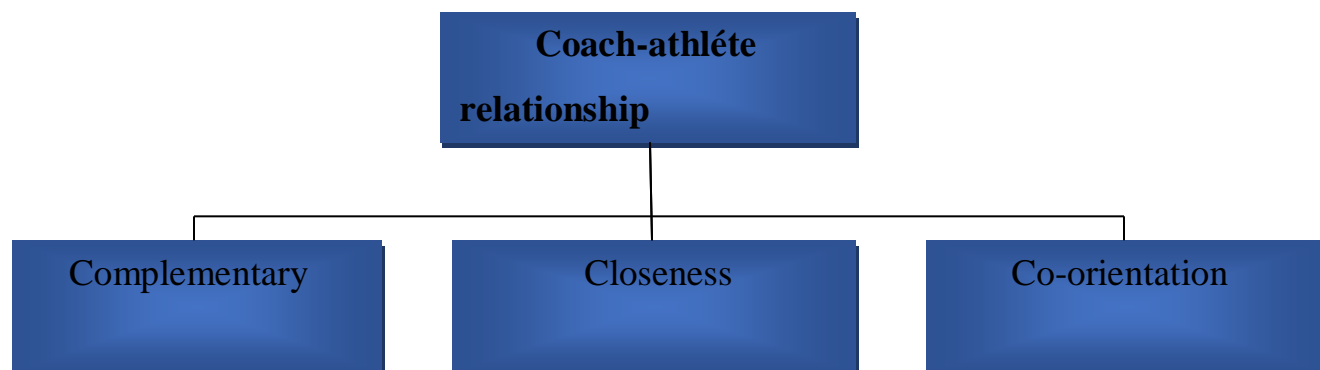 Coach-athléte
relationship
Complementary
Closeness
Co-orientation